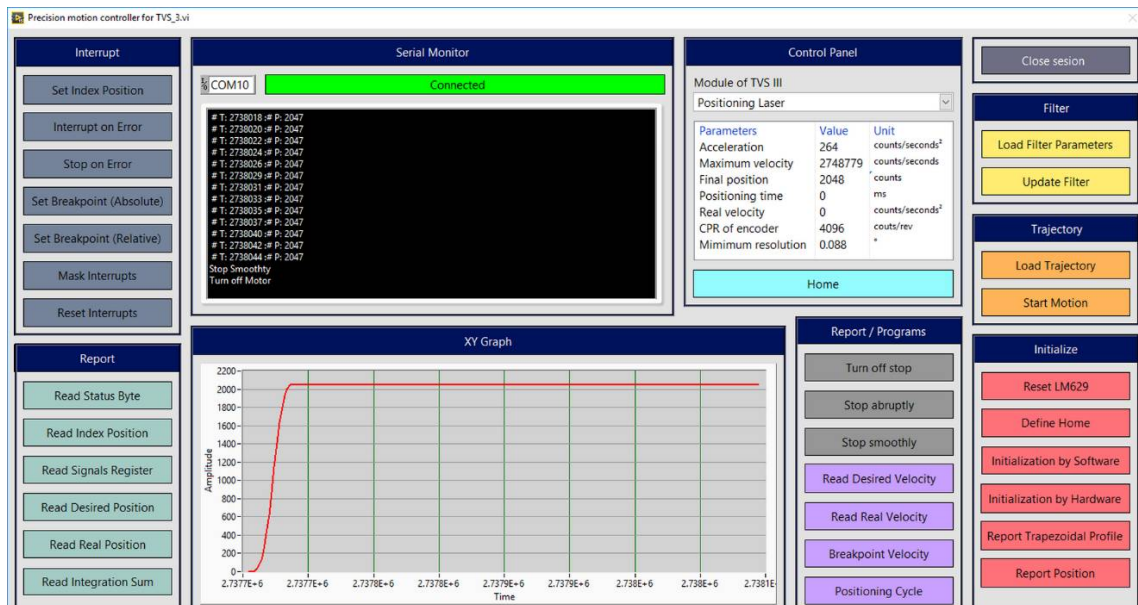 Precision motion controller for TVS_3.vi
Interrupt
Set Index Position
Interrupt on Error
Stop on Error
Set Breakpoint (Absolute)
Set Breakpoint (Relative)
Mask Interrupts
Reset Interrupts
Report
Read Status Byte
Read Index Position
Read Signals Register
Read Desired Position
Read Real Position
Read Integration Sum
Serial Monitor
COM10
Connected
# T: 2738018 :# P: 2047
# T: 2738020 :# P: 2047
# T: 2738022 :# P: 2047
# T: 2738024 :# P: 2047
# T: 2738026 :# P: 2047
# T: 2738029 :# P: 2047
# T: 2738031 :# P: 2047
# T: 2738033 :# P: 2047
# T: 2738035 :# P: 2047
# T: 2738037 :# P: 2047
# T: 2738040 :# P: 2047
# T: 2738042 :# P: 2047
# T: 2738044 :# P: 2047
Stop Smoothty
Turn off Motor
XY Graph
Amplitude
2200
2000
1800
1600
1400
1200
1000
800
600
400
200
0
2.7377E+6 2.7377E+6 2.7378E+6 2.7378E+6 2.7379E+6 2.7379E+6 2.738E+6 2.738E+6 2.7381E+
Time
Control Panel
Module of TVS III
Positioning Laser
Parameters Value Unit
Acceleration 264 counts/seconds²
Maximum velocity 2748779 counts/seconds
Final position 2048 counts
Positioning time 0 ms
Real velocity 0 counts/seconds²
CPR of encoder 4096 couts/rev
Mimimum resolution 0.088 °
Home
Report / Programs
Turn off stop
Stop abruptly
Stop smoothly
Read Desired Velocity
Read Real Velocity
Breakpoint Velocity
Positioning Cycle
Close sesion
Filter
Load Filter Parameters
Update Filter
Trajectory
Load Trajectory
Start Motion
Initialize
Reset LM629
Define Home
Initialization by Software
Initialization by Hardware
Report Trapezoidal Profile
Report Position